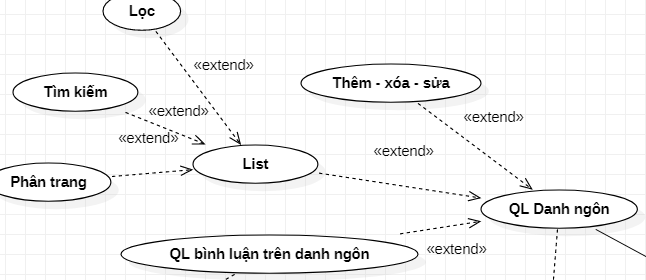 Lọc
«extend»
Tìm kiếm
Thêm - xóa - sửa
«extend»
«extend»
«extend»
«extend»
List
Phân trang
QL Danh ngôn
QL bình luận trên danh ngôn
«extend»